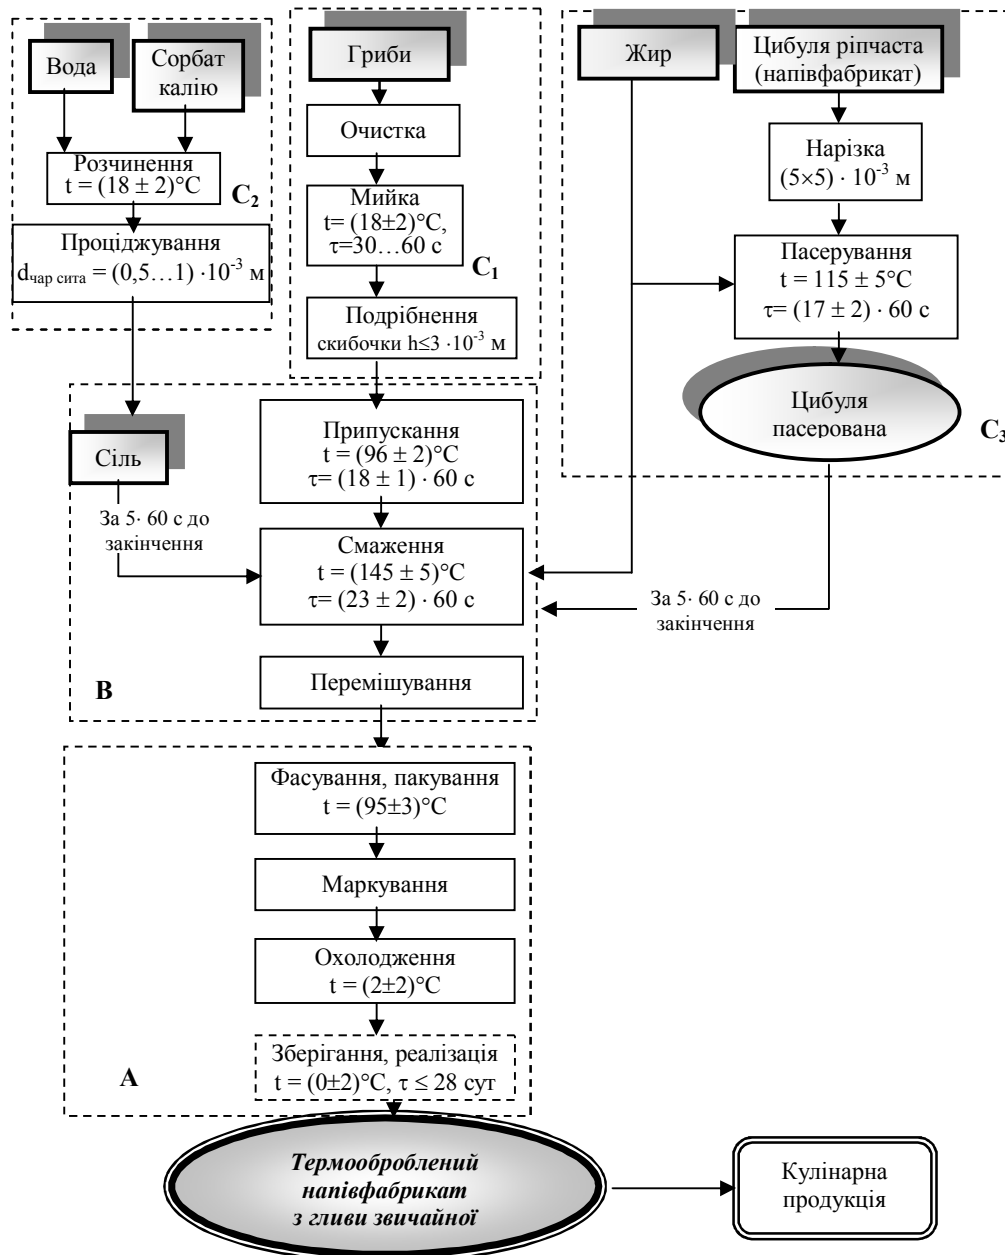 Вода
Сорбат
калію
Розчинення
t = (18 ± 2)°С
С₂
Проціджування
dчар сита = (0,5…1) ·10⁻³ м
Гриби
Очистка
Мийка
t= (18±2)°С,
τ=30…60 с
С₁
Подрібнення
скибочки h≤3 ·10⁻³ м
Жир
Цибуля ріпчаста
(напівфабрикат)
Нарізка
(5×5) · 10⁻³ м
Пасерування
t = 115 ± 5°С
τ= (17 ± 2) · 60 с
Цибуля
пасерована
С₃
Сіль
За 5· 60 с до
закінчення
Припускання
t = (96 ± 2)°С
τ= (18 ± 1) · 60 с
Смаження
t = (145 ± 5)°С
τ= (23 ± 2) · 60 с
За 5· 60 с до
закінчення
Перемішування
В
Фасування, пакування
t = (95±3)°С
Маркування
Охолодження
t = (2±2)°С
Зберігання, реалізація
t = (0±2)°С, τ ≤ 28 сут
А
Термооброблений
напівфабрикат
з гливи звичайної
Кулінарна
продукція